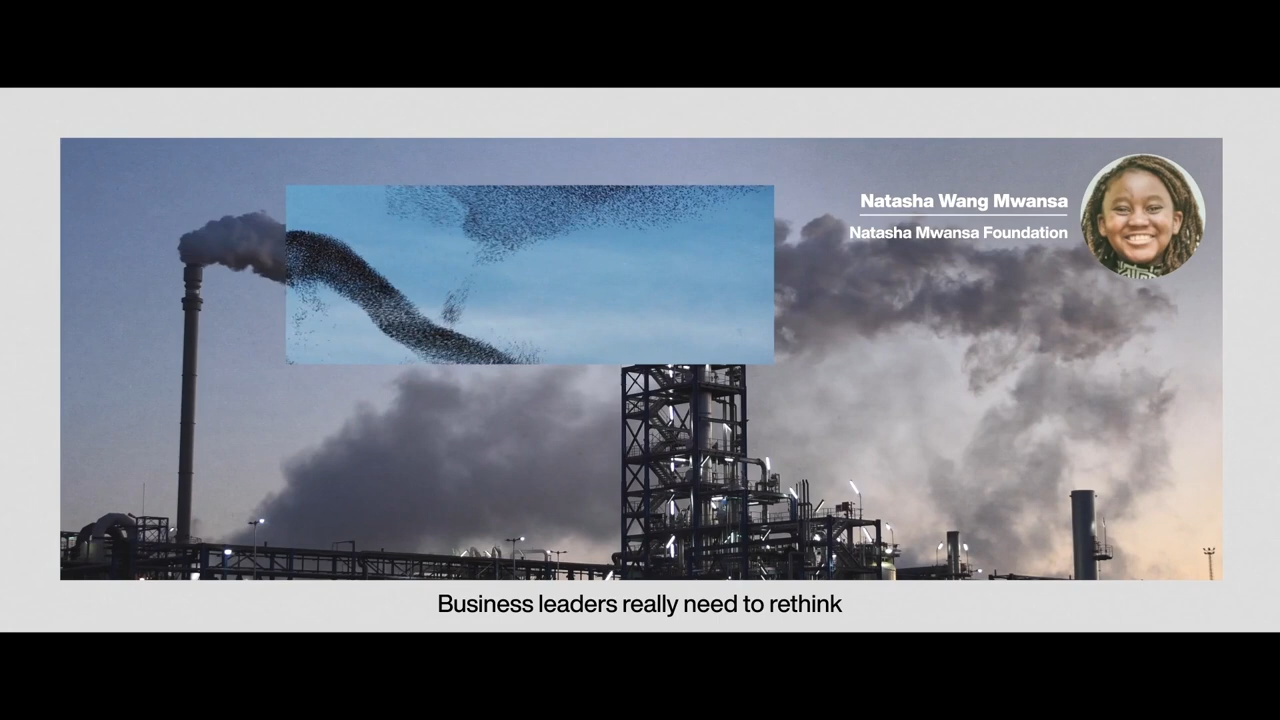 Natasha Wang Mwansa
Natasha Mwansa Foundation
Business leaders really need to rethink